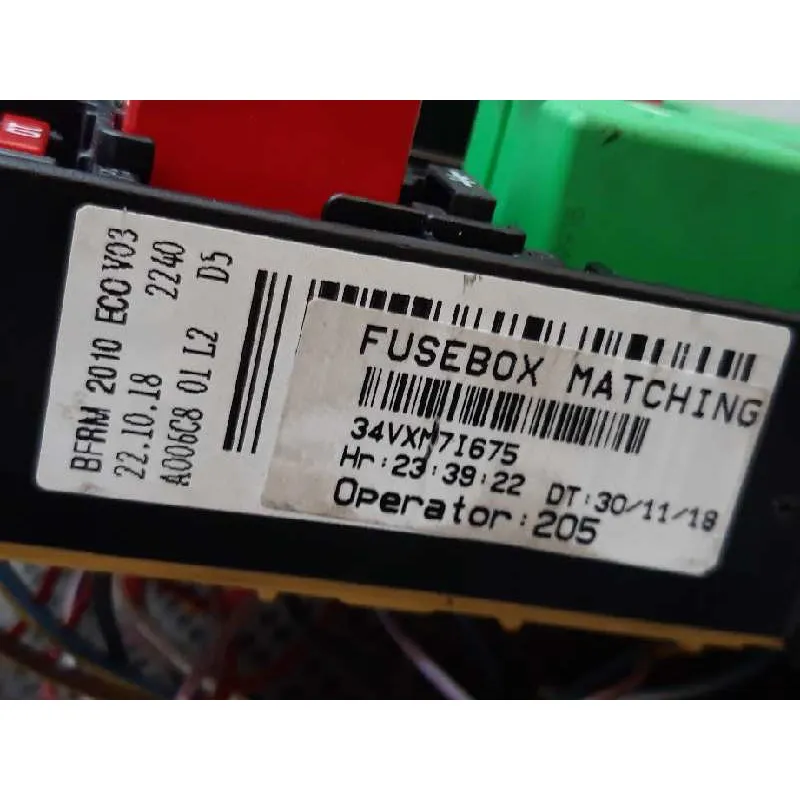 BFRM 2010 ECO V03
22.10.18 2240
A006C8 01 L2 D5
FUSEBOX MATCHING
34VXM7I675
Hr:23:39:22 DT:30/11/18
Operator:205